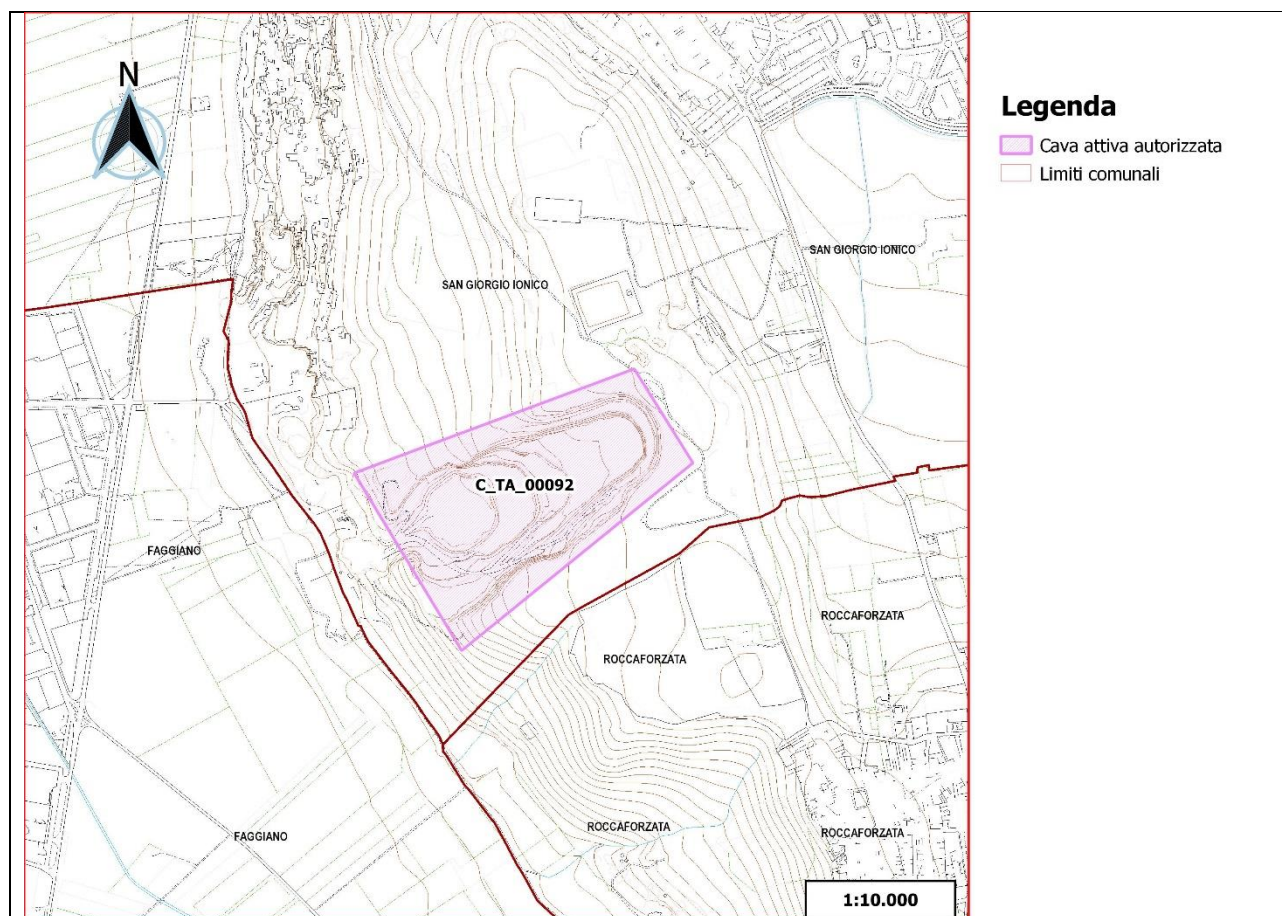 N
Legenda
Cava attiva autorizzata
Limiti comunali
SAN GIORGIO IONICO
SAN GIORGIO IONICO
C_TA_00092
FAGGIANO
ROCCAFORZATA
ROCCAFORZATA
FAGGIANO
ROCCAFORZATA
ROCCAFORZATA
1:10.000